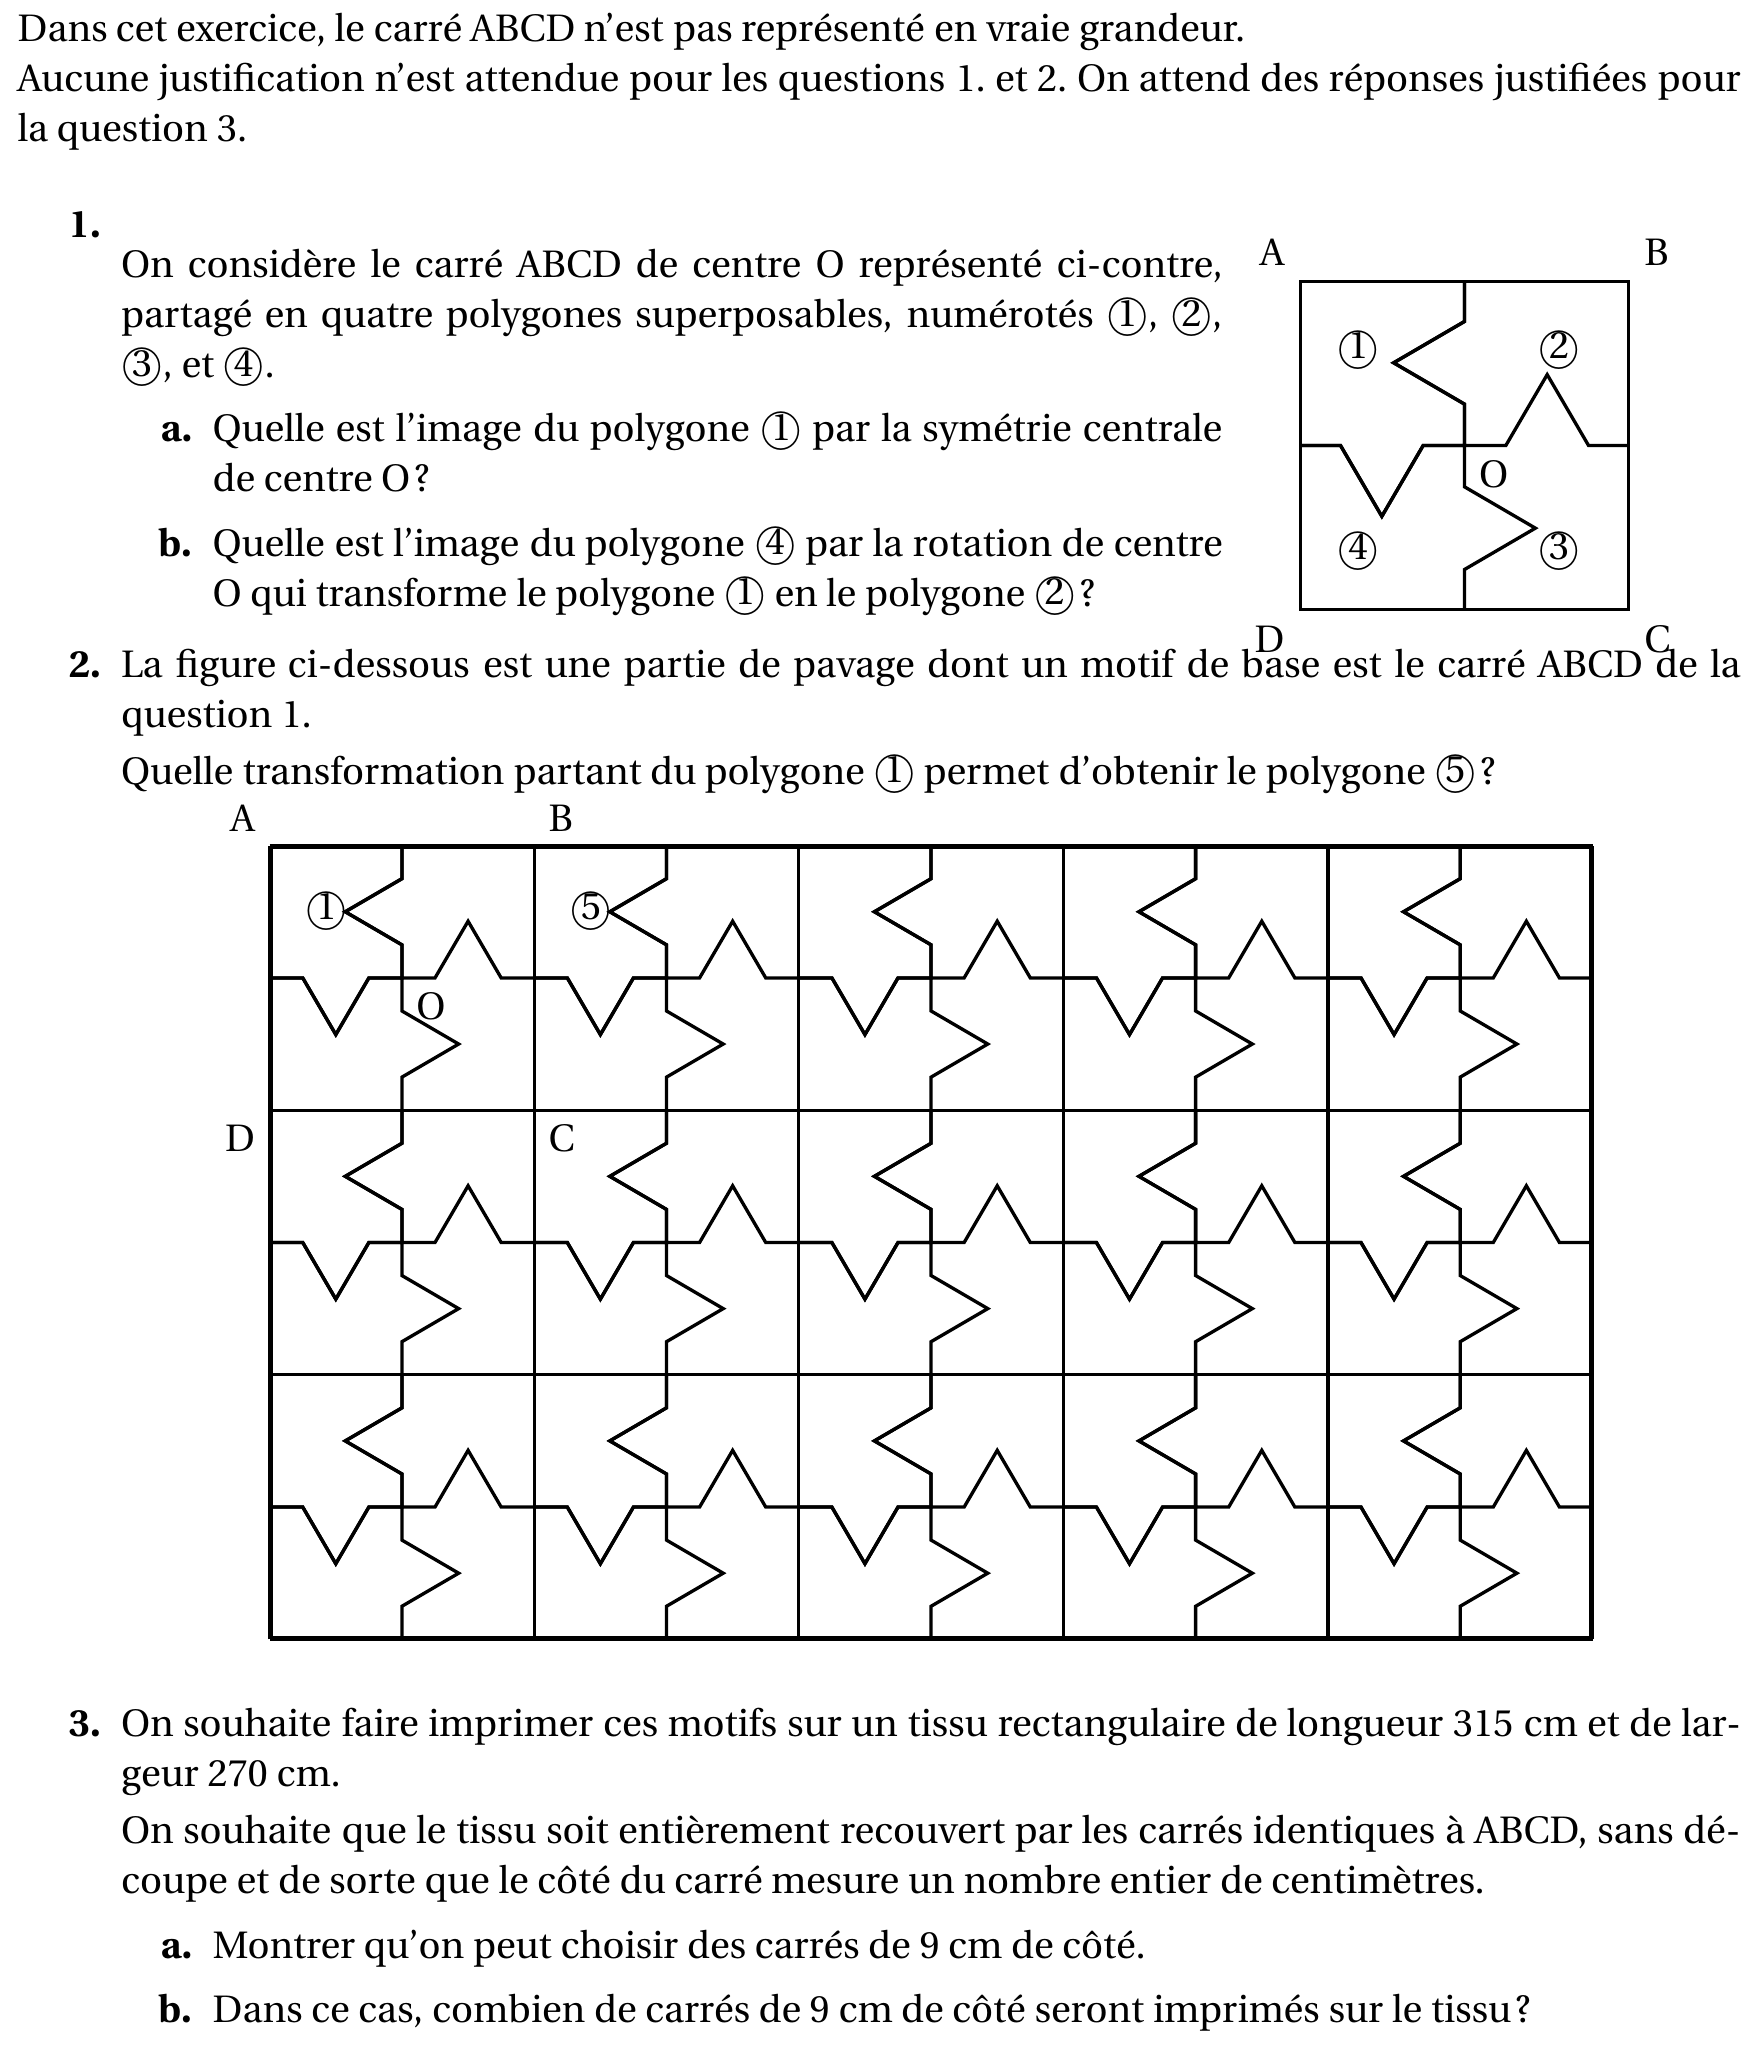 Dans cet exercice, le carré ABCD n’est pas représenté en vraie grandeur.
Aucune justification n’est attendue pour les questions 1. et 2. On attend des réponses justifiées pour
la question 3.
1.
On considère le carré ABCD de centre O représenté ci-contre,
partagé en quatre polygones superposables, numérotés ①, ②,
③, et ④.
a. Quelle est l’image du polygone ① par la symétrie centrale
de centre O ?
b. Quelle est l’image du polygone ④ par la rotation de centre
O qui transforme le polygone ① en le polygone ② ?
A B
① ②
O
④ ③
D C
2. La figure ci-dessous est une partie de pavage dont un motif de base est le carré ABCD de la
question 1.
Quelle transformation partant du polygone ① permet d’obtenir le polygone ⑤ ?
A B
① ⑤
O
D C
3. On souhaite faire imprimer ces motifs sur un tissu rectangulaire de longueur 315 cm et de lar-
geur 270 cm.
On souhaite que le tissu soit entièrement recouvert par les carrés identiques à ABCD, sans dé-
coupe et de sorte que le côté du carré mesure un nombre entier de centimètres.
a. Montrer qu’on peut choisir des carrés de 9 cm de côté.
b. Dans ce cas, combien de carrés de 9 cm de côté seront imprimés sur le tissu ?